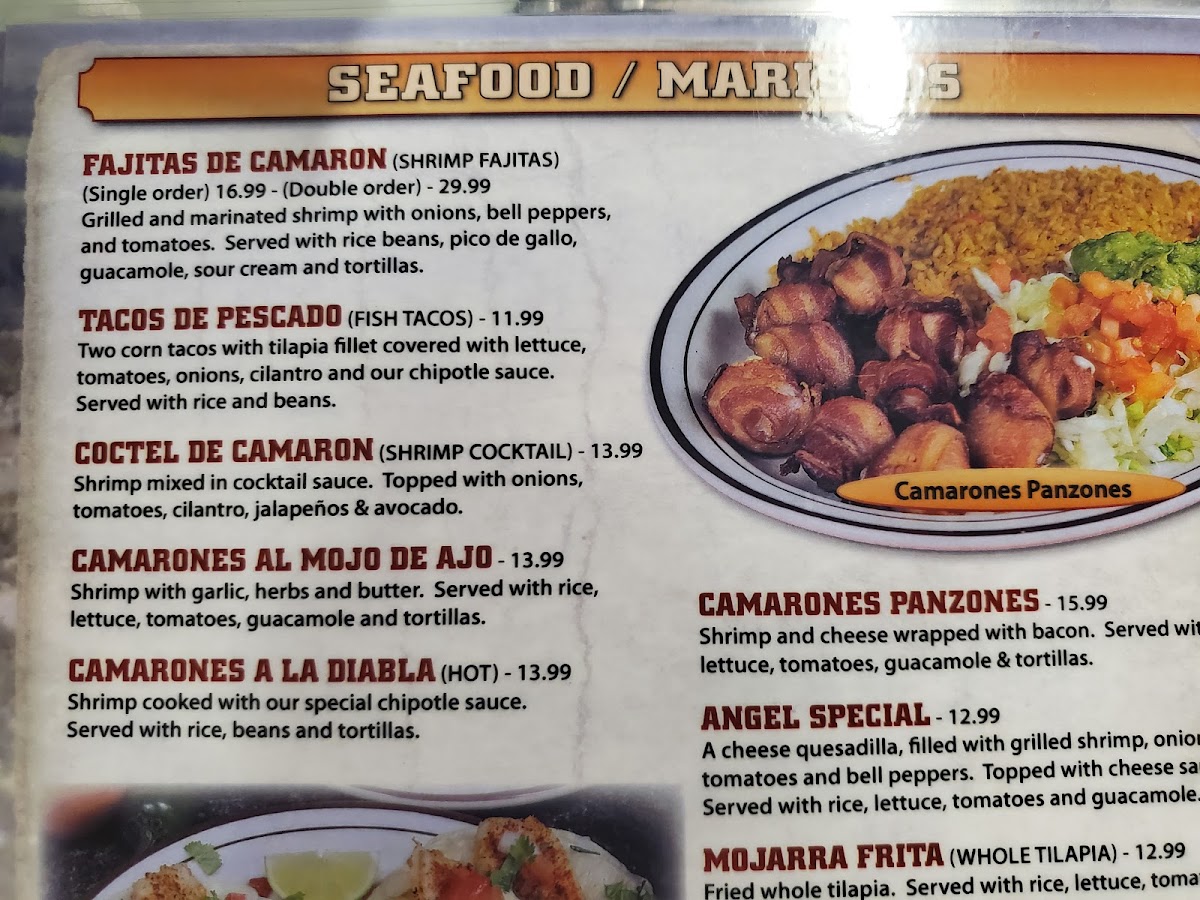 SEAFOOD / MARISCOS
FAJITAS DE CAMARON (SHRIMP FAJITAS)
(Single order) 16.99 - (Double order) - 29.99
Grilled and marinated shrimp with onions, bell peppers,
and tomatoes. Served with rice beans, pico de gallo,
guacamole, sour cream and tortillas.
TACOS DE PESCADO (FISH TACOS) - 11.99
Two corn tacos with tilapia fillet covered with lettuce,
tomatoes, onions, cilantro and our chipotle sauce.
Served with rice and beans.
COCTEL DE CAMARON (SHRIMP COCKTAIL) - 13.99
Shrimp mixed in cocktail sauce. Topped with onions,
tomatoes, cilantro, jalapeños & avocado.
CAMARONES AL MOJO DE AJO - 13.99
Shrimp with garlic, herbs and butter. Served with rice,
lettuce, tomatoes, guacamole and tortillas.
CAMARONES A LA DIABLA (HOT) - 13.99
Shrimp cooked with our special chipotle sauce.
Served with rice, beans and tortillas.
Camarones Panzones
CAMARONES PANZONES - 15.99
Shrimp and cheese wrapped with bacon. Served
lettuce, tomatoes, guacamole & tortillas.
ANGEL SPECIAL - 12.99
A cheese quesadilla, filled with grilled shrimp,
tomatoes and bell peppers. Topped with cheese
Served with rice, lettuce, tomatoes and guacamole.
MOJARRA FRITA (WHOLE TILAPIA) - 12.99
Fried whole tilapia. Served with rice, lettuce,